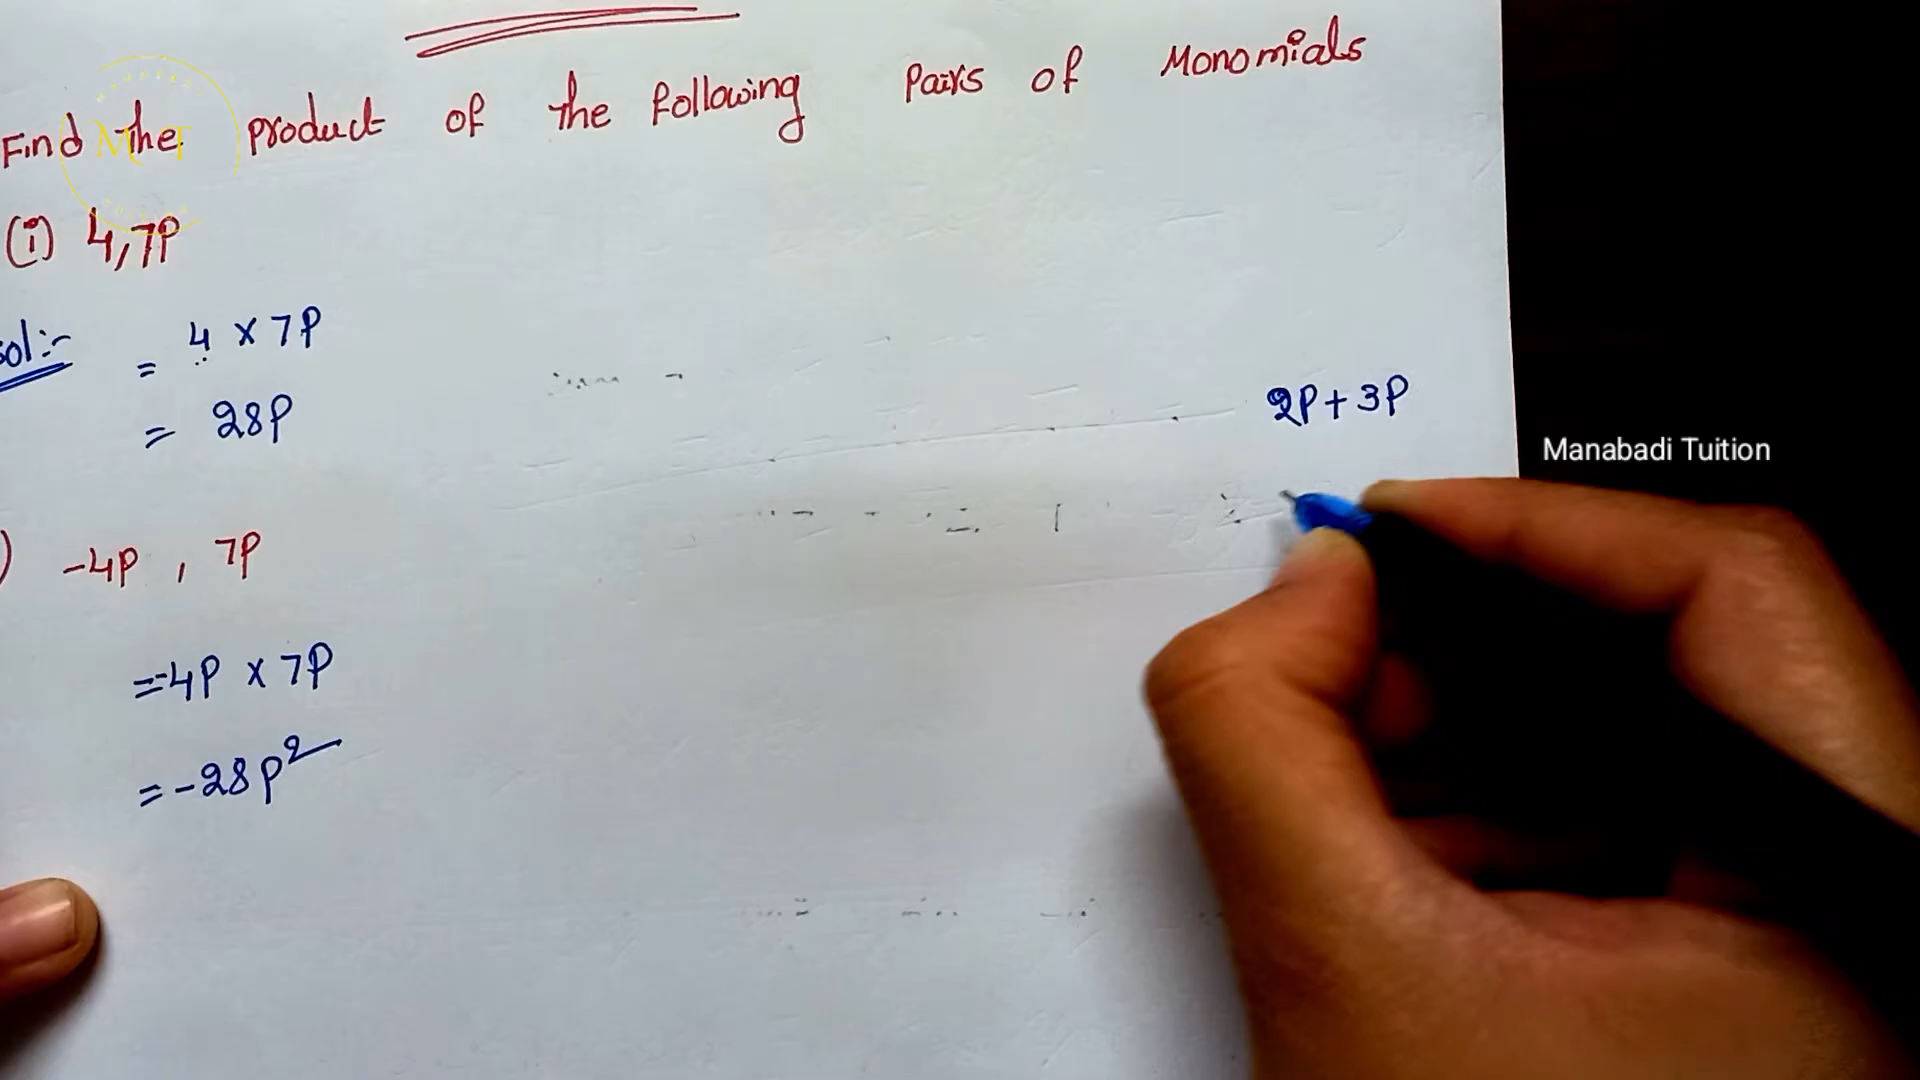 Find the product of the following Pairs of Monomials
(i) 4,7P
Sol:-
= 4 × 7P
= 28P
) -4P , 7P
=-4P × 7P
=-28P²
2P+3P
Manabadi Tuition